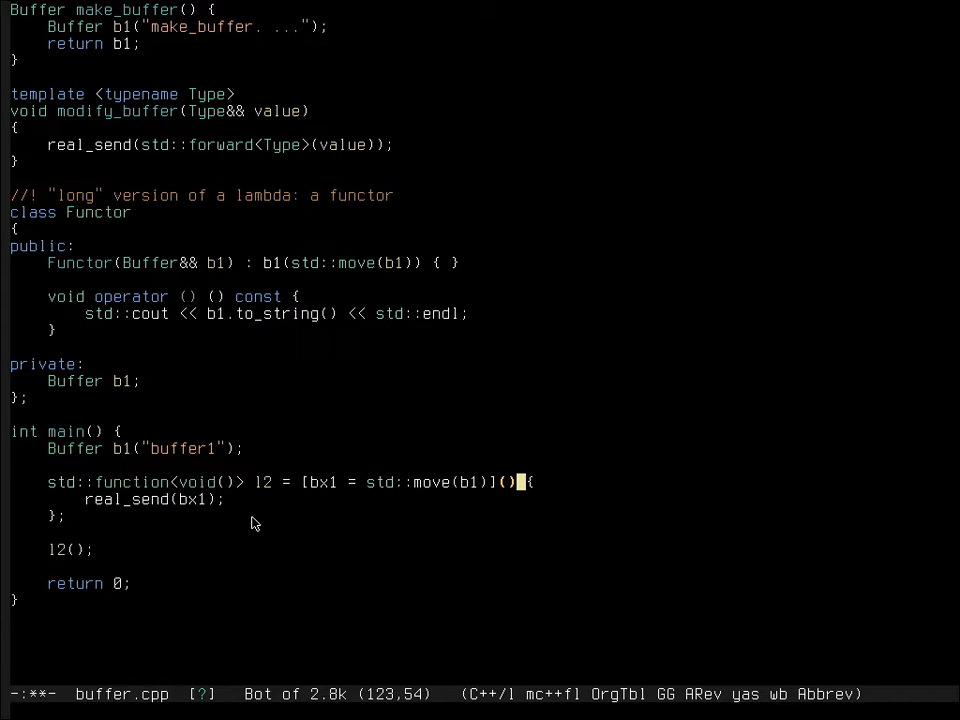 Buffer make_buffer() {
    Buffer b1("make_buffer. ...");
    return b1;
}
template <typename Type>
void modify_buffer(Type&& value)
{
    real_send(std::forward<Type>(value));
}
//! "long" version of a lambda: a functor
class Functor
{
public:
    Functor(Buffer&& b1) : b1(std::move(b1)) { }
    void operator () () const {
        std::cout << b1.to_string() << std::endl;
    }
private:
    Buffer b1;
};
int main() {
    Buffer b1("buffer1");
    std::function<void()> l2 = [bx1 = std::move(b1)]() {
        real_send(bx1);
    };
    l2();
    return 0;
}
-:**-  buffer.cpp  [?]   Bot of 2.8k (123,54)   (C++/l mc++fl OrgTbl GG ARev yas wb Abbrev)